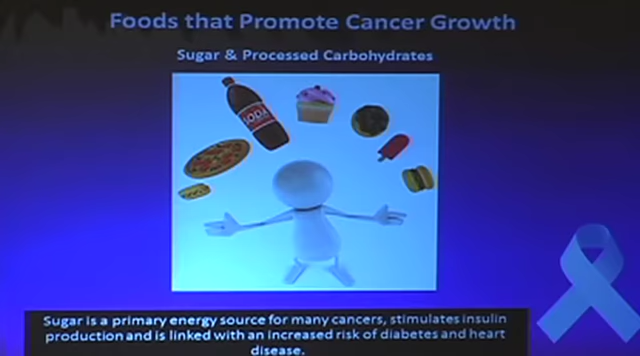 Foods that Promote Cancer Growth
Sugar & Processed Carbohydrates
SODA
Sugar is a primary energy source for many cancers, stimulates insulin
production and is linked with an increased risk of diabetes and heart
disease.